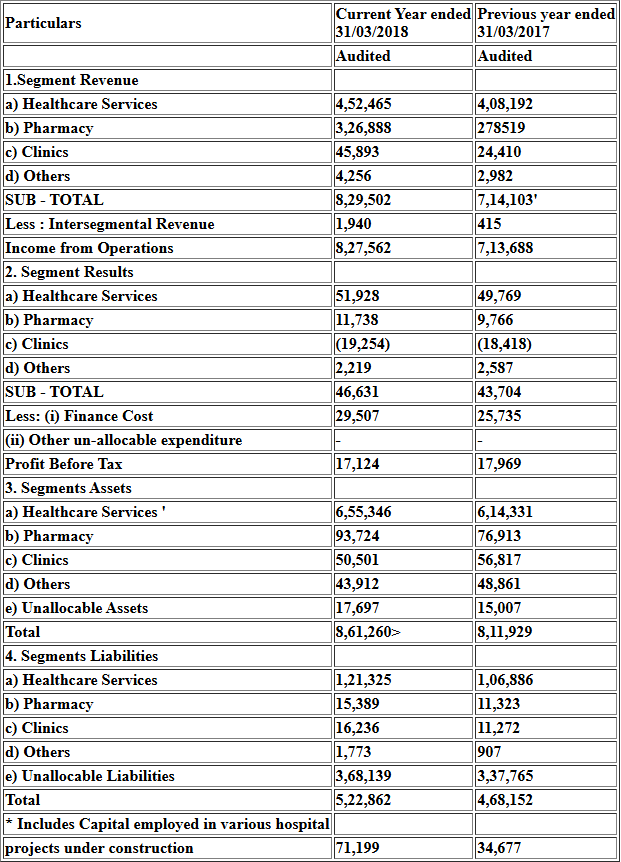 Particulars Current Year ended 31/03/2018 Previous year ended 31/03/2017
Audited Audited
1.Segment Revenue
a) Healthcare Services 4,52,465 4,08,192
b) Pharmacy 3,26,888 278519
c) Clinics 45,893 24,410
d) Others 4,256 2,982
SUB - TOTAL 8,29,502 7,14,103'
Less : Intersegmental Revenue 1,940 415
Income from Operations 8,27,562 7,13,688
2. Segment Results
a) Healthcare Services 51,928 49,769
b) Pharmacy 11,738 9,766
c) Clinics (19,254) (18,418)
d) Others 2,219 2,587
SUB - TOTAL 46,631 43,704
Less: (i) Finance Cost 29,507 25,735
(ii) Other un-allocable expenditure - -
Profit Before Tax 17,124 17,969
3. Segments Assets
a) Healthcare Services ' 6,55,346 6,14,331
b) Pharmacy 93,724 76,913
c) Clinics 50,501 56,817
d) Others 43,912 48,861
e) Unallocable Assets 17,697 15,007
Total 8,61,260> 8,11,929
4. Segments Liabilities
a) Healthcare Services 1,21,325 1,06,886
b) Pharmacy 15,389 11,323
c) Clinics 16,236 11,272
d) Others 1,773 907
e) Unallocable Liabilities 3,68,139 3,37,765
Total 5,22,862 4,68,152
* Includes Capital employed in various hospital
projects under construction 71,199 34,677